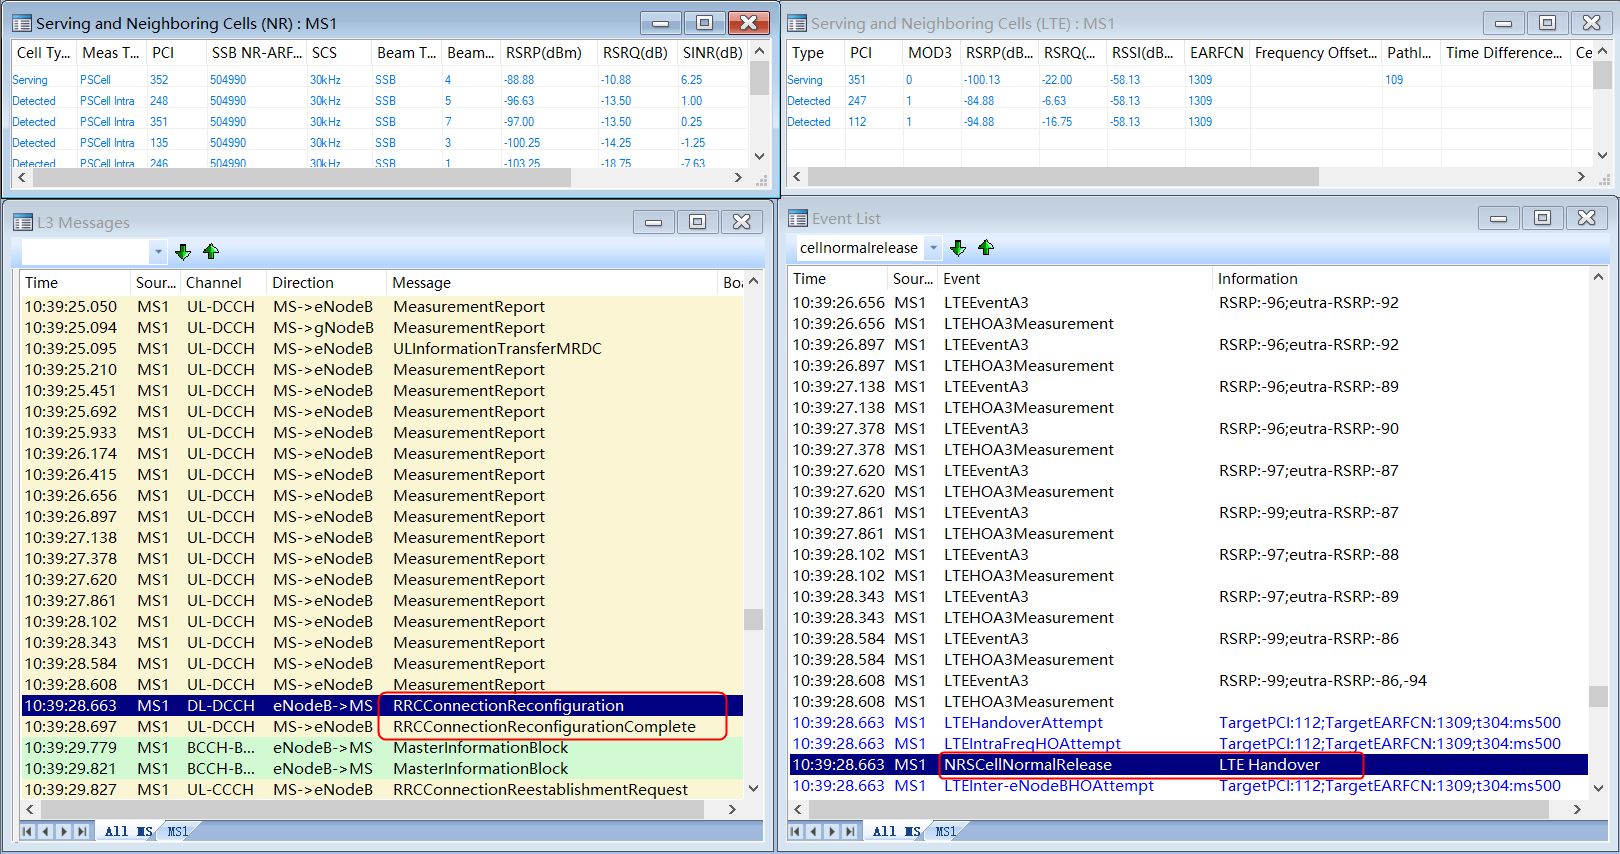 Serving and Neighboring Cells (NR) : MS1
Cell Ty... Meas T... PCI SSB NR-ARF... SCS Beam T... Beam... RSRP(dBm) RSRQ(dB) SINR(dB)
Serving PSCell 352 504990 30kHz SSB 4 -88.88 -10.88 6.25
Detected PSCell Intra 248 504990 30kHz SSB 5 -96.63 -13.50 1.00
Detected PSCell Intra 351 504990 30kHz SSB 7 -97.00 -13.50 0.25
Detected PSCell Intra 135 504990 30kHz SSB 3 -100.25 -14.25 -1.25
Detected PSCell Intra 246 504990 30kHz SSB 1 -103.25 -18.75 -7.63
Serving and Neighboring Cells (LTE) : MS1
Type PCI MOD3 RSRP(dB... RSRQ(... RSSI(dB... EARFCN Frequency Offset... Pathl... Time Difference... Ce
Serving 351 0 -100.13 -22.00 -58.13 1309 109
Detected 247 1 -84.88 -6.63 -58.13 1309
Detected 112 1 -94.88 -16.75 -58.13 1309
L3 Messages
Time Sour... Channel Direction Message Boa
10:39:25.050 MS1 UL-DCCH MS->eNodeB MeasurementReport
10:39:25.094 MS1 UL-DCCH MS->gNodeB MeasurementReport
10:39:25.095 MS1 UL-DCCH MS->eNodeB ULInformationTransferMRDC
10:39:25.210 MS1 UL-DCCH MS->eNodeB MeasurementReport
10:39:25.451 MS1 UL-DCCH MS->eNodeB MeasurementReport
10:39:25.692 MS1 UL-DCCH MS->eNodeB MeasurementReport
10:39:25.933 MS1 UL-DCCH MS->eNodeB MeasurementReport
10:39:26.174 MS1 UL-DCCH MS->eNodeB MeasurementReport
10:39:26.415 MS1 UL-DCCH MS->eNodeB MeasurementReport
10:39:26.656 MS1 UL-DCCH MS->eNodeB MeasurementReport
10:39:26.897 MS1 UL-DCCH MS->eNodeB MeasurementReport
10:39:27.138 MS1 UL-DCCH MS->eNodeB MeasurementReport
10:39:27.378 MS1 UL-DCCH MS->eNodeB MeasurementReport
10:39:27.620 MS1 UL-DCCH MS->eNodeB MeasurementReport
10:39:27.861 MS1 UL-DCCH MS->eNodeB MeasurementReport
10:39:28.102 MS1 UL-DCCH MS->eNodeB MeasurementReport
10:39:28.343 MS1 UL-DCCH MS->eNodeB MeasurementReport
10:39:28.584 MS1 UL-DCCH MS->eNodeB MeasurementReport
10:39:28.608 MS1 UL-DCCH MS->eNodeB MeasurementReport
10:39:28.663 MS1 DL-DCCH eNodeB->MS RRCConnectionReconfiguration
10:39:28.697 MS1 UL-DCCH MS->eNodeB RRCConnectionReconfigurationComplete
10:39:29.779 MS1 BCCH-B... eNodeB->MS MasterInformationBlock
10:39:29.821 MS1 BCCH-B... eNodeB->MS MasterInformationBlock
10:39:29.827 MS1 UL-CCCH MS->eNodeB RRCConnectionReestablishmentRequest
All MS MS1
Event List
cellnormalrelease
Time Sour... Event Information
10:39:26.656 MS1 LTEEventA3 RSRP:-96;eutra-RSRP:-92
10:39:26.656 MS1 LTEHOA3Measurement
10:39:26.897 MS1 LTEEventA3 RSRP:-96;eutra-RSRP:-92
10:39:26.897 MS1 LTEHOA3Measurement
10:39:27.138 MS1 LTEEventA3 RSRP:-96;eutra-RSRP:-89
10:39:27.138 MS1 LTEHOA3Measurement
10:39:27.378 MS1 LTEEventA3 RSRP:-96;eutra-RSRP:-90
10:39:27.378 MS1 LTEHOA3Measurement
10:39:27.620 MS1 LTEEventA3 RSRP:-97;eutra-RSRP:-87
10:39:27.620 MS1 LTEHOA3Measurement
10:39:27.861 MS1 LTEEventA3 RSRP:-99;eutra-RSRP:-87
10:39:27.861 MS1 LTEHOA3Measurement
10:39:28.102 MS1 LTEEventA3 RSRP:-97;eutra-RSRP:-88
10:39:28.102 MS1 LTEHOA3Measurement
10:39:28.343 MS1 LTEEventA3 RSRP:-97;eutra-RSRP:-89
10:39:28.343 MS1 LTEHOA3Measurement
10:39:28.584 MS1 LTEEventA3 RSRP:-99;eutra-RSRP:-86
10:39:28.584 MS1 LTEHOA3Measurement
10:39:28.608 MS1 LTEEventA3 RSRP:-99;eutra-RSRP:-86,-94
10:39:28.608 MS1 LTEHOA3Measurement
10:39:28.663 MS1 LTEHandoverAttempt TargetPCI:112;TargetEARFCN:1309;t304:ms500
10:39:28.663 MS1 LTEIntraFreqHOAttempt TargetPCI:112;TargetEARFCN:1309;t304:ms500
10:39:28.663 MS1 NRSCellNormalRelease LTE Handover
10:39:28.663 MS1 LTEInter-eNodeBHOAttempt TargetPCI:112;TargetEARFCN:1309;t304:ms500
All MS MS1